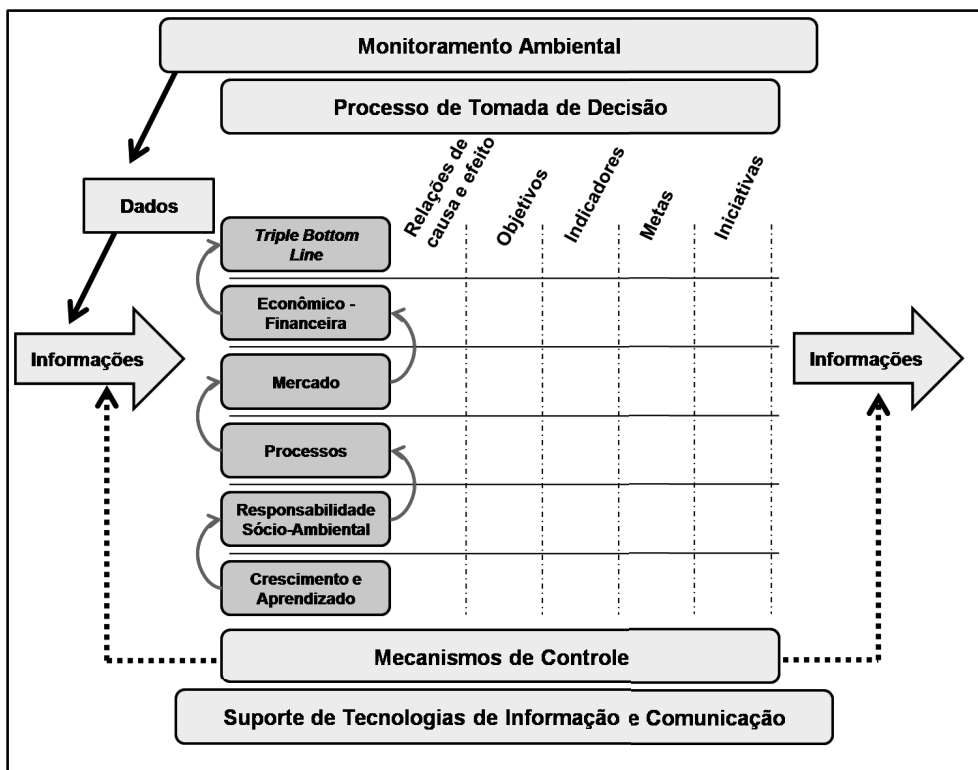 Monitoramento Ambiental
Processo de Tomada de Decisão
Relações de
causa e efeito
Objetivos
Indicadores
Metas
Iniciativas
Dados
Triple Bottom
Line
Econômico -
Financeira
Informações
Informações
Mercado
Processos
Responsabilidade
Sócio-Ambiental
Crescimento e
Aprendizado
Mecanismos de Controle
Suporte de Tecnologias de Informação e Comunicação